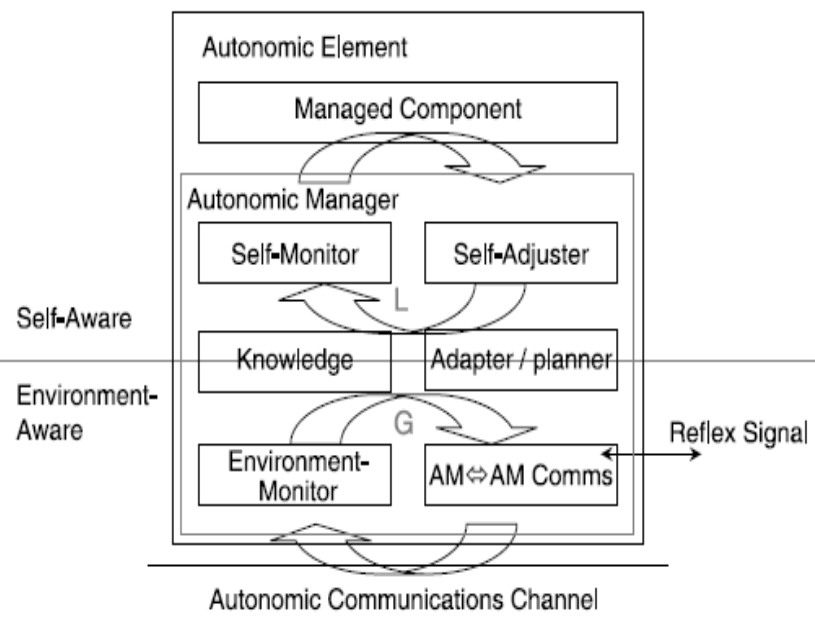 Autonomic Element
Managed Component
Autonomic Manager
Self-Monitor
Self-Adjuster
L
Self-Aware
Knowledge
Adapter / planner
Environment-
Aware
G
Reflex Signal
Environment-
Monitor
AM⇔AM Comms
Autonomic Communications Channel